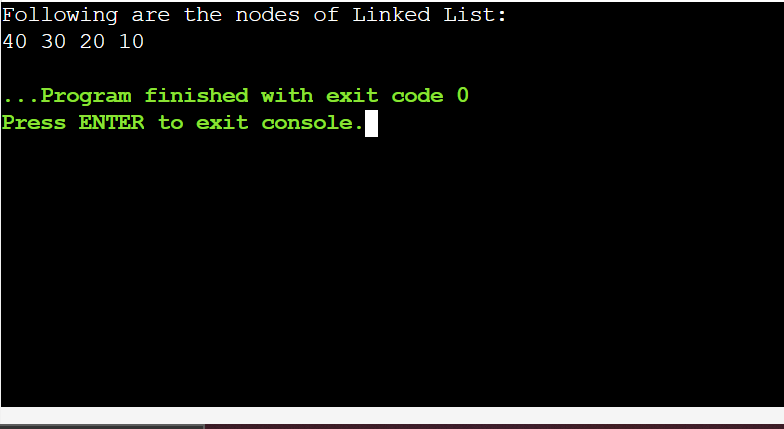 Following are the nodes of Linked List:
40 30 20 10
...Program finished with exit code 0
Press ENTER to exit console.